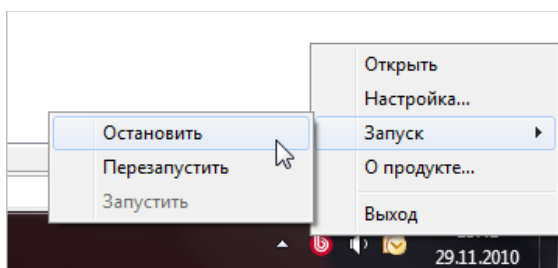 Открыть
Настройка...
Запуск
О продукте...
Выход
Остановить
Перезапустить
Запустить
29.11.2010